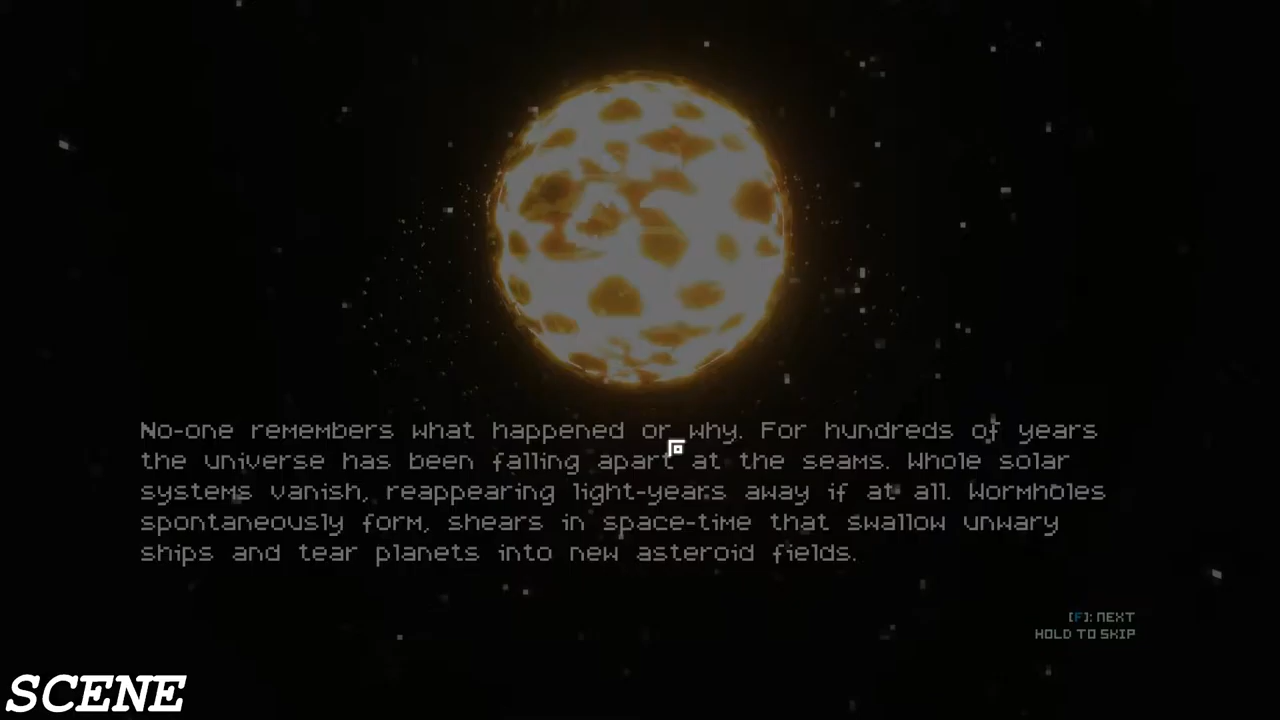 No-one remembers what happened or why. For hundreds of years
the universe has been falling apart at the seams. Whole solar
systems vanish, reappearing light-years away if at all. Wormholes
spontaneously form, shears in space-time that swallow unwary
ships and tear planets into new asteroid fields.
[F]: NEXT
HOLD TO SKIP
SCENE